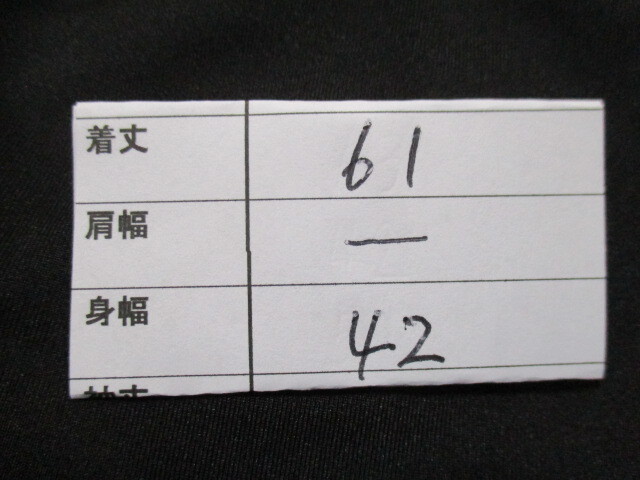 着丈 61
肩幅 —
身幅 42